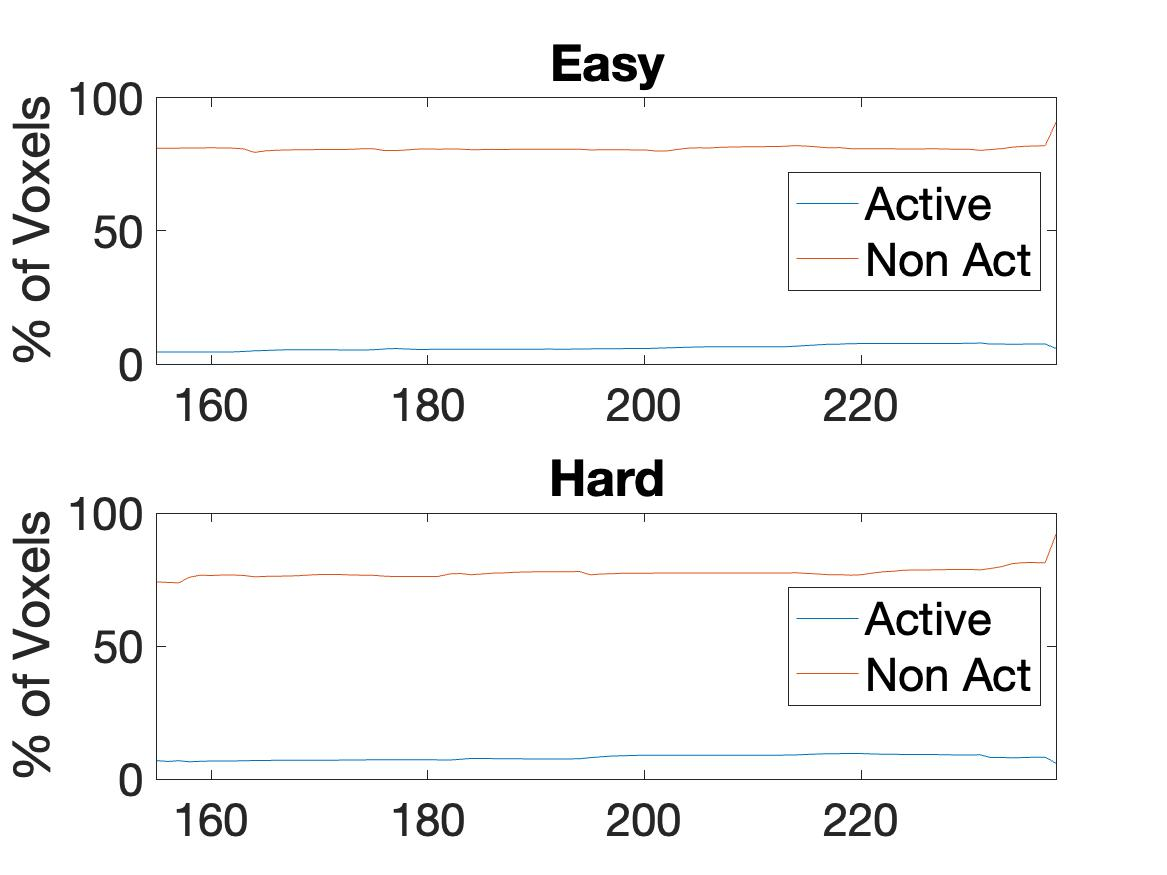 Easy
% of Voxels
100
50
0
160 180 200 220
Active
Non Act
Hard
% of Voxels
100
50
0
160 180 200 220
Active
Non Act